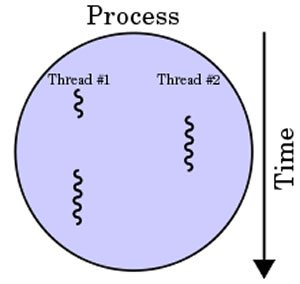 Process
Thread #1
Thread #2
Time